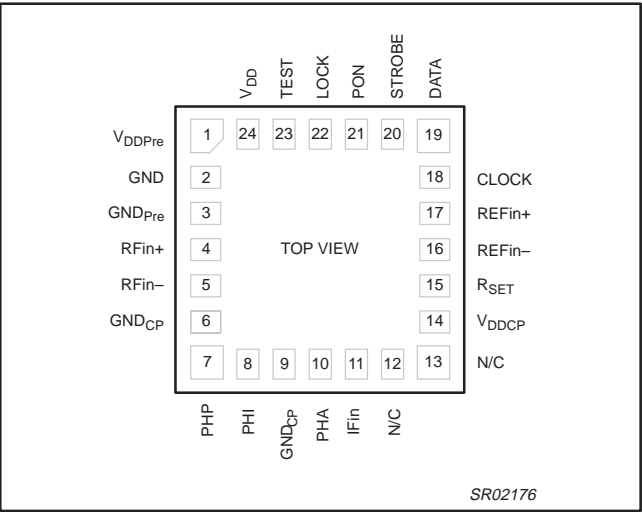 VDD TEST LOCK PON STROBE DATA
VDDPre 1 24 23 22 21 20 19
GND 2 18 CLOCK
GNDPre 3 17 REFin+
RFin+ 4 TOP VIEW 16 REFin–
RFin– 5 15 RSET
GNDCP 6 14 VDDCP
7 8 9 10 11 12 13 N/C
PHP PHI GNDCP PHA IFin N/C
SR02176